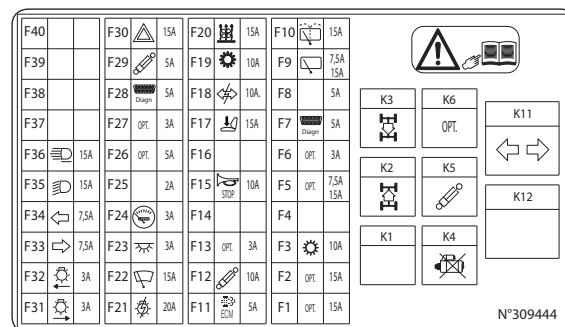 F40 F30 15A F20 15A F10 15A
F39 F29 5A F19 10A F9 7,5A 15A
F38 F28 Diagn 5A F18 10A. F8 5A
F37 F27 OPT. 3A F17 15A F7 Diagn 5A
F36 15A F26 OPT. 5A F16 F6 OPT. 3A
F35 15A F25 2A F15 STOP 10A F5 OPT. 7,5A 15A
F34 7,5A F24 3A F14 F4
F33 7,5A F23 3A F13 OPT. 3A F3 10A
F32 3A F22 15A F12 10A F2 OPT. 15A
F31 3A F21 20A F11 ECM 5A F1 OPT. 15A
K3 K6 K11
OPT.
K2 K5 K12
K1 K4
N°309444